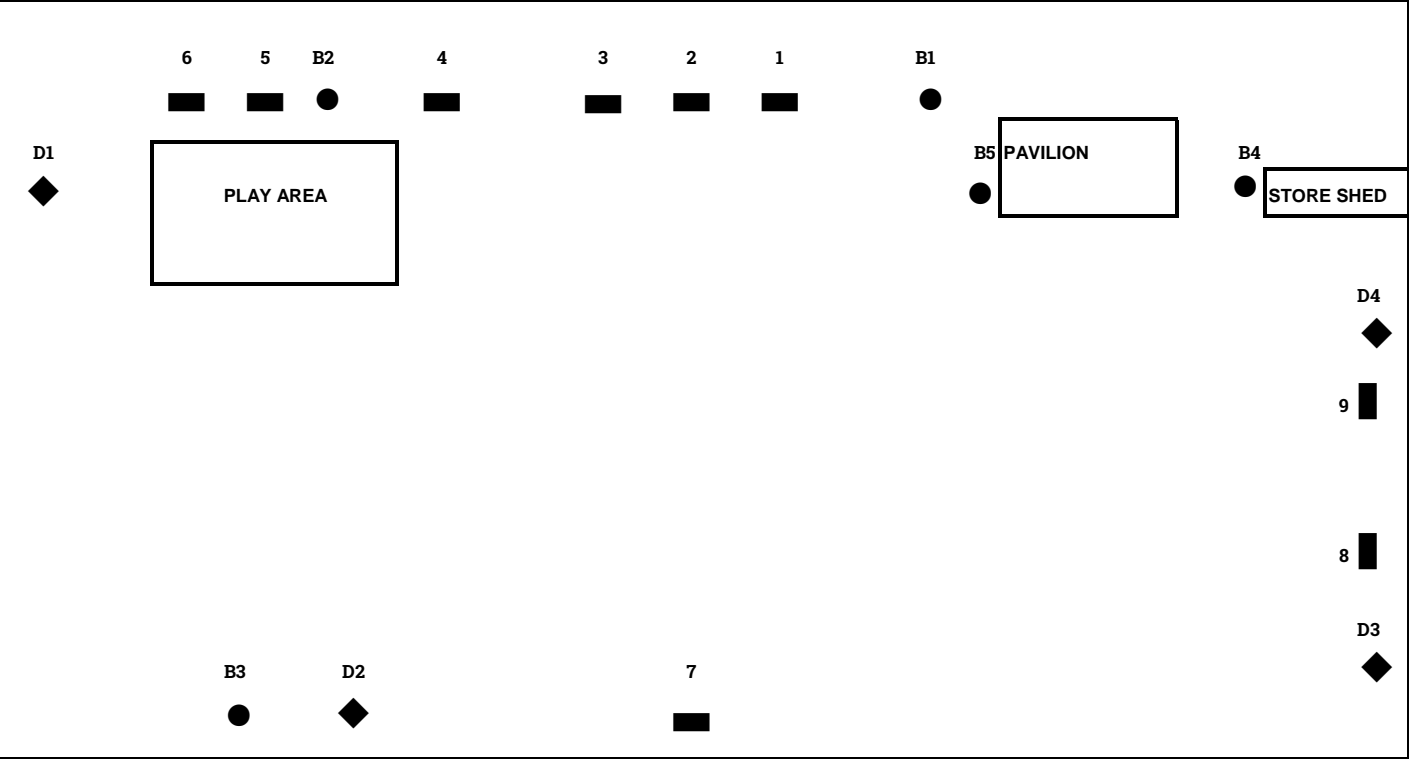 6 5 B2 4 3 2 1 B1
D1 B5 PAVILION B4
PLAY AREA STORE SHED
D4
9
8
D3
B3 D2 7